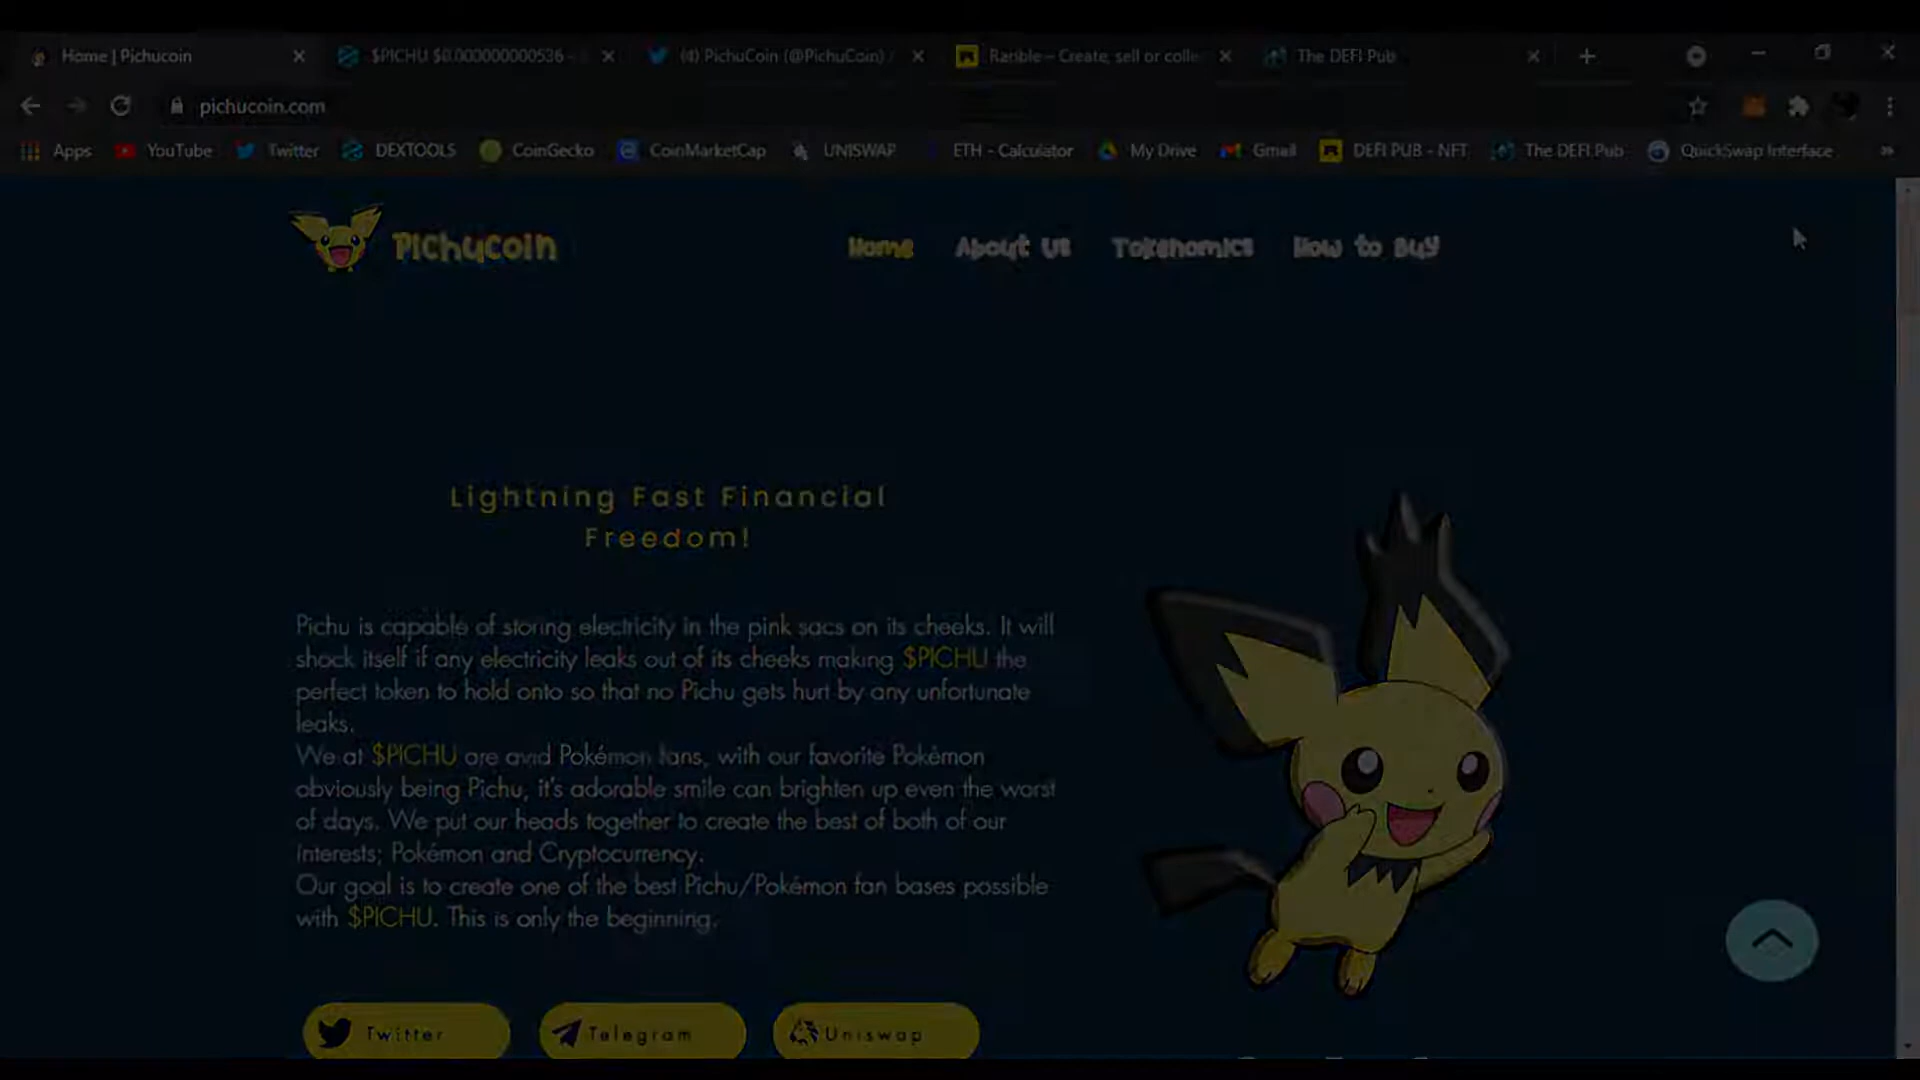 Home | Pichucoin
$PICHU $0.000000000536 -
(4) PichuCoin (@PichuCoin) /
Rarible – Create, sell or colle
The DEFI Pub
pichucoin.com
Apps
YouTube
Twitter
DEXTOOLS
CoinGecko
CoinMarketCap
UNISWAP
ETH - Calculator
My Drive
Gmail
DEFI PUB - NFT
The DEFI Pub
QuickSwap Interface
Pichucoin
Home
About Us
Tokenomics
How to Buy
Lightning Fast Financial
Freedom!
Pichu is capable of storing electricity in the pink sacs on its cheeks. It will
shock itself if any electricity leaks out of its cheeks making $PICHU the
perfect token to hold onto so that no Pichu gets hurt by any unfortunate
leaks.
We at $PICHU are avid Pokémon fans, with our favorite Pokémon
obviously being Pichu, it's adorable smile can brighten up even the worst
of days. We put our heads together to create the best of both of our
interests; Pokémon and Cryptocurrency.
Our goal is to create one of the best Pichu/Pokémon fan bases possible
with $PICHU. This is only the beginning.
Twitter
Telegram
Uniswap